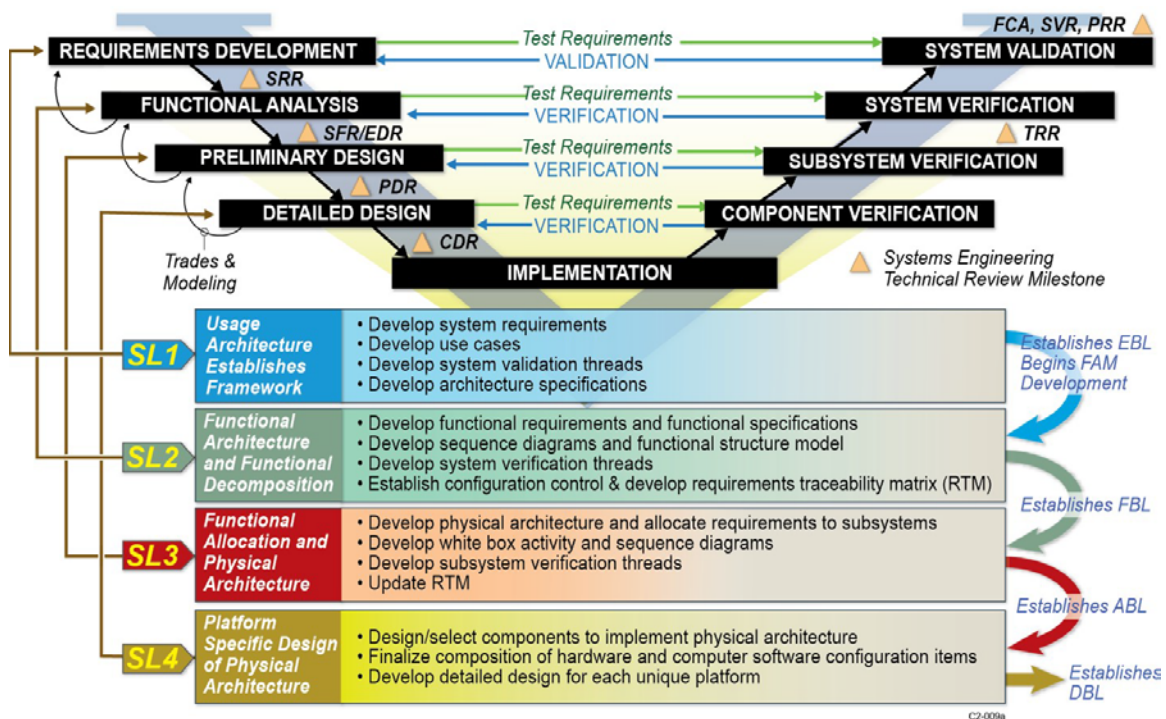 FCA, SVR, PRR
REQUIREMENTS DEVELOPMENT
Test Requirements
VALIDATION
SYSTEM VALIDATION
SRR
FUNCTIONAL ANALYSIS
Test Requirements
VERIFICATION
SYSTEM VERIFICATION
SFR/EDR
TRR
PRELIMINARY DESIGN
Test Requirements
VERIFICATION
SUBSYSTEM VERIFICATION
PDR
DETAILED DESIGN
Test Requirements
VERIFICATION
COMPONENT VERIFICATION
CDR
Trades &
Modeling
IMPLEMENTATION
Systems Engineering
Technical Review Milestone
SL1
Usage
Architecture
Establishes
Framework
• Develop system requirements
• Develop use cases
• Develop system validation threads
• Develop architecture specifications
Establishes EBL
Begins FAM
Development
SL2
Functional
Architecture
and Functional
Decomposition
• Develop functional requirements and functional specifications
• Develop sequence diagrams and functional structure model
• Develop system verification threads
• Establish configuration control & develop requirements traceability matrix (RTM)
Establishes FBL
SL3
Functional
Allocation and
Physical
Architecture
• Develop physical architecture and allocate requirements to subsystems
• Develop white box activity and sequence diagrams
• Develop subsystem verification threads
• Update RTM
Establishes ABL
SL4
Platform
Specific Design
of Physical
Architecture
• Design/select components to implement physical architecture
• Finalize composition of hardware and computer software configuration items
• Develop detailed design for each unique platform
Establishes
DBL
C2-009a